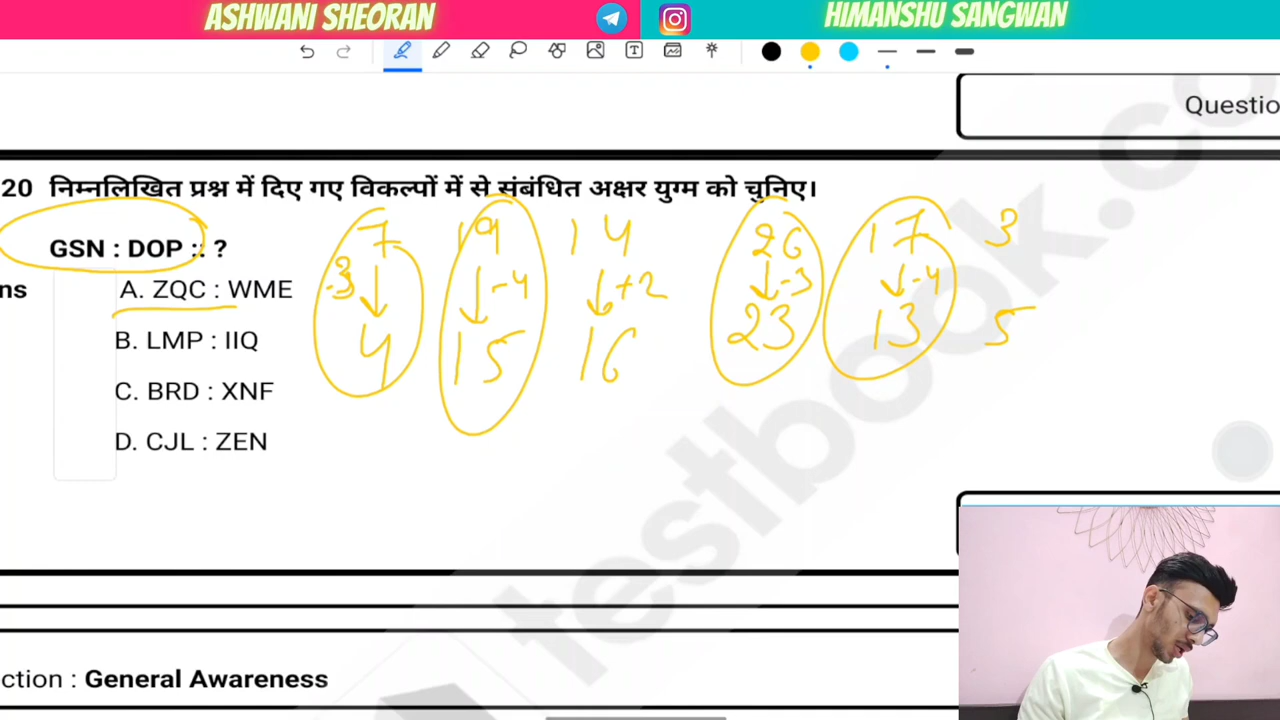 ASHWANI SHEORAN
HIMANSHU SANGWAN
T
Questio
20 निम्नलिखित प्रश्न में दिए गए विकल्पों में से संबंधित अक्षर युग्म को चुनिए।
GSN : DOP :: ?
ns
A. ZQC : WME
B. LMP : IIQ
C. BRD : XNF
D. CJL : ZEN
7 19 14 26 17 3
-3 -4 +2 -3 -4
4 15 16 23 13 5
testbook.co
ction : General Awareness